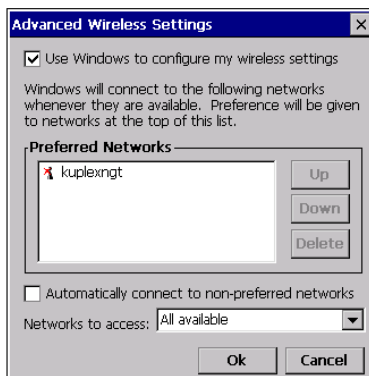 Advanced Wireless Settings
Use Windows to configure my wireless settings
Windows will connect to the following networks
whenever they are available. Preference will be given
to networks at the top of this list.
Preferred Networks
kuplexngt
Up
Down
Delete
Automatically connect to non-preferred networks
Networks to access: All available
Ok Cancel